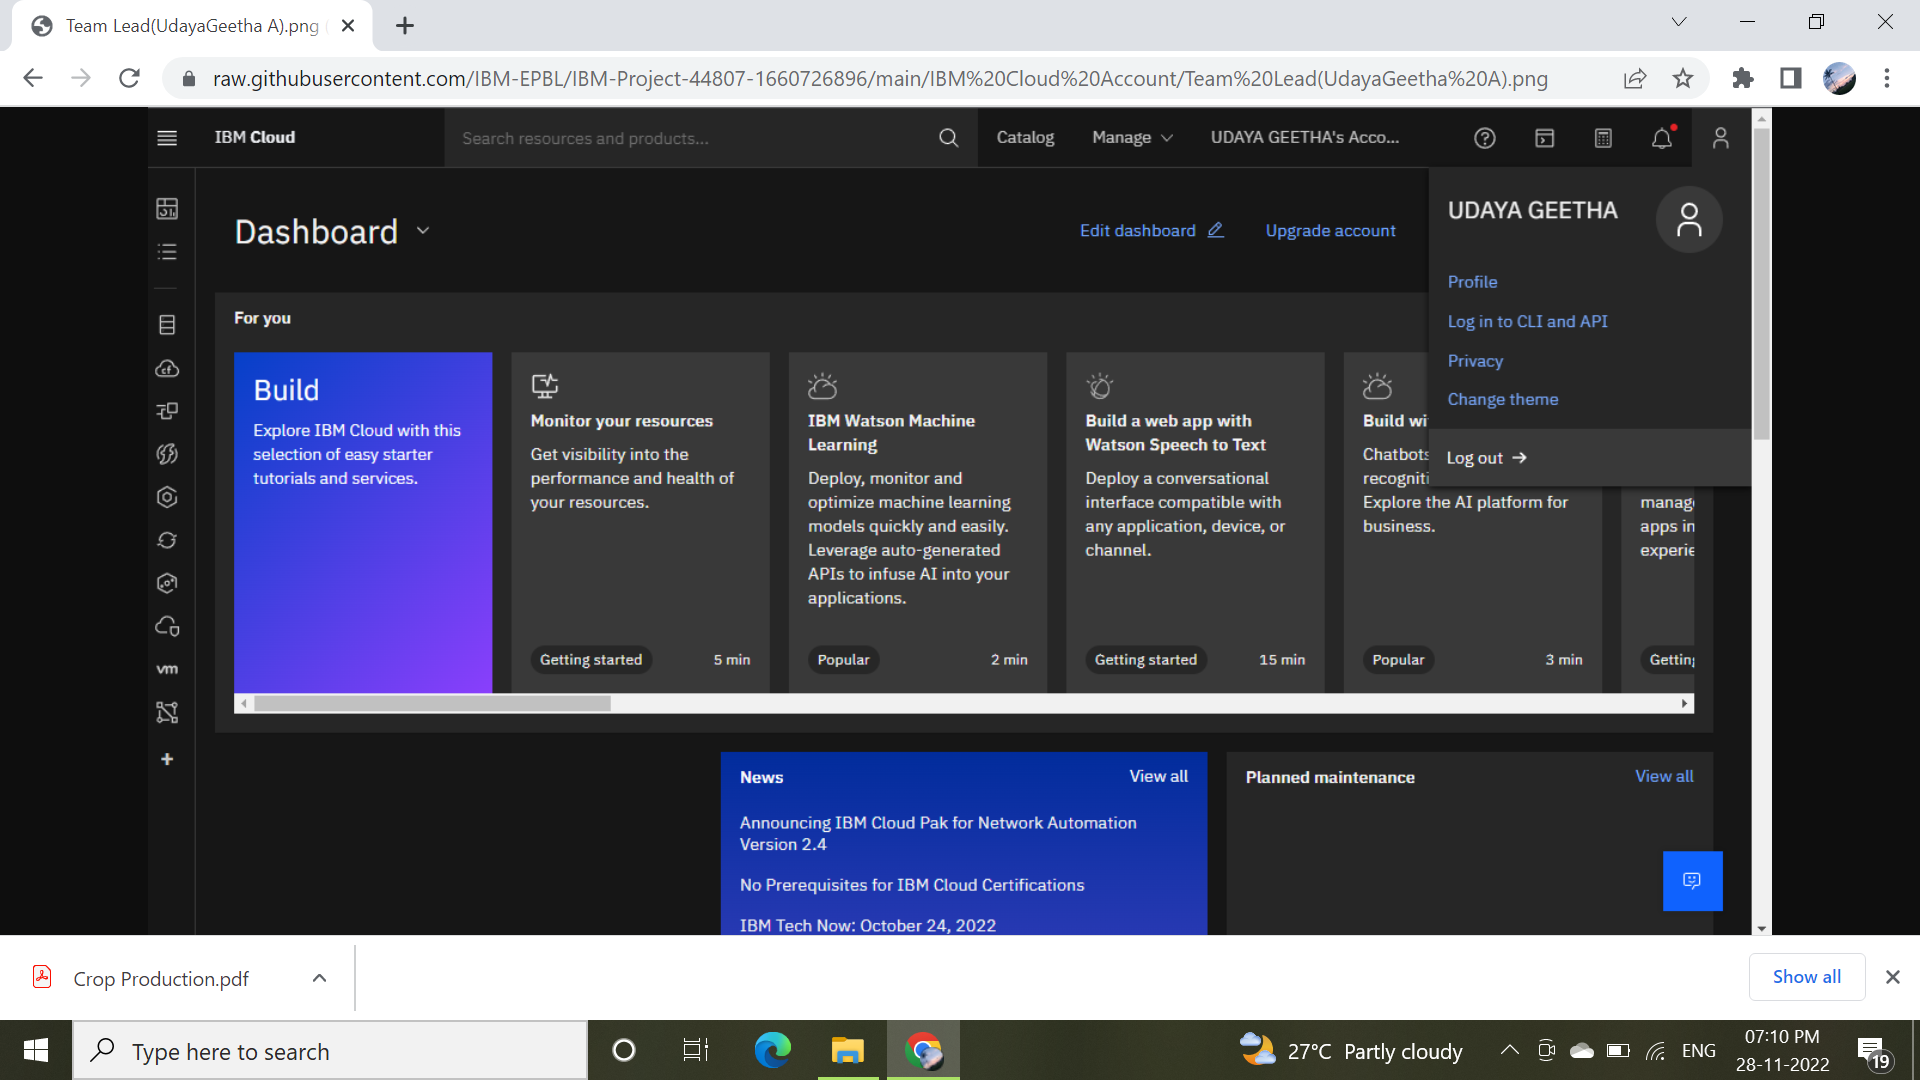 Team Lead(UdayaGeetha A).png
raw.githubusercontent.com/IBM-EPBL/IBM-Project-44807-1660726896/main/IBM%20Cloud%20Account/Team%20Lead(UdayaGeetha%20A).png
IBM Cloud
Search resources and products...
Catalog
Manage
UDAYA GEETHA's Acco...
Dashboard
Edit dashboard
Upgrade account
UDAYA GEETHA
Profile
Log in to CLI and API
Privacy
Change theme
Log out
For you
Build
Explore IBM Cloud with this
selection of easy starter
tutorials and services.
Monitor your resources
Get visibility into the
performance and health of
your resources.
Getting started
5 min
IBM Watson Machine
Learning
Deploy, monitor and
optimize machine learning
models quickly and easily.
Leverage auto-generated
APIs to infuse AI into your
applications.
Popular
2 min
Build a web app with
Watson Speech to Text
Deploy a conversational
interface compatible with
any application, device, or
channel.
Getting started
15 min
Build wi
Chatbots
recogniti
Explore the AI platform for
business.
Popular
3 min
manag
apps in
experie
Getting
vm
News
View all
Announcing IBM Cloud Pak for Network Automation
Version 2.4
No Prerequisites for IBM Cloud Certifications
IBM Tech Now: October 24, 2022
Planned maintenance
View all
Crop Production.pdf
Show all
Type here to search
27°C Partly cloudy
ENG
07:10 PM
28-11-2022
19